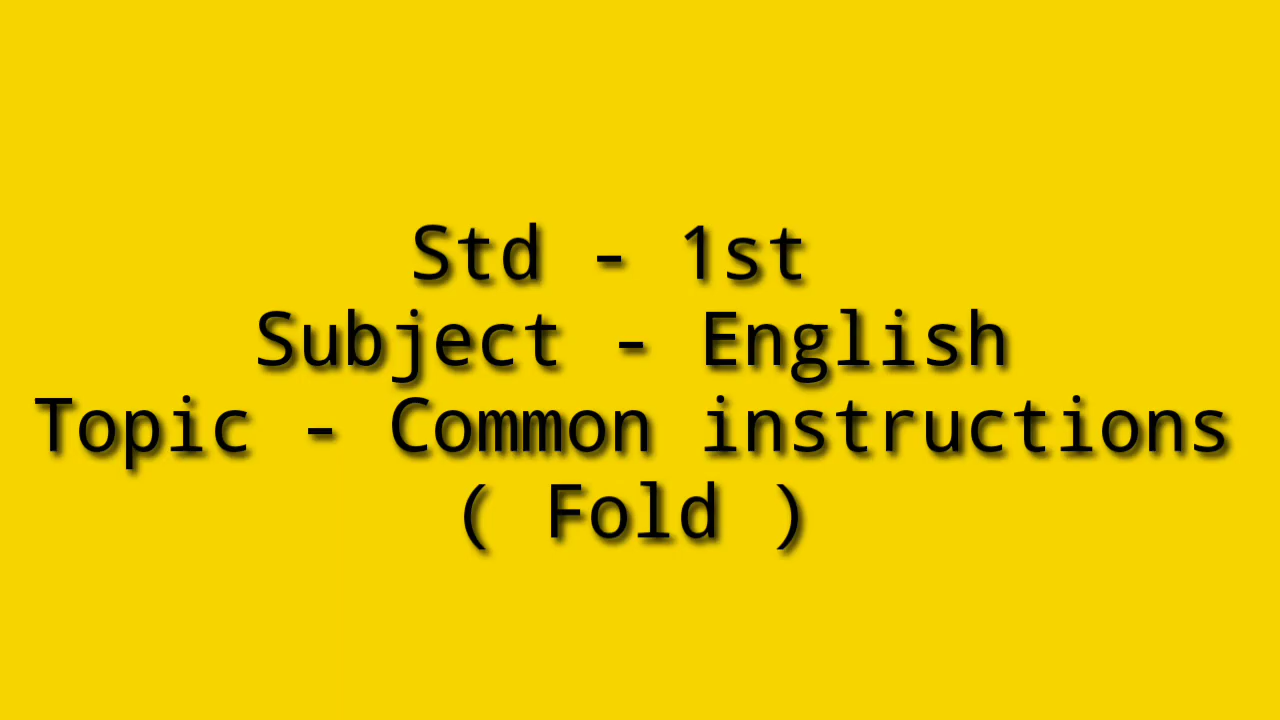 Std - 1st
Subject - English
Topic - Common instructions
( Fold )